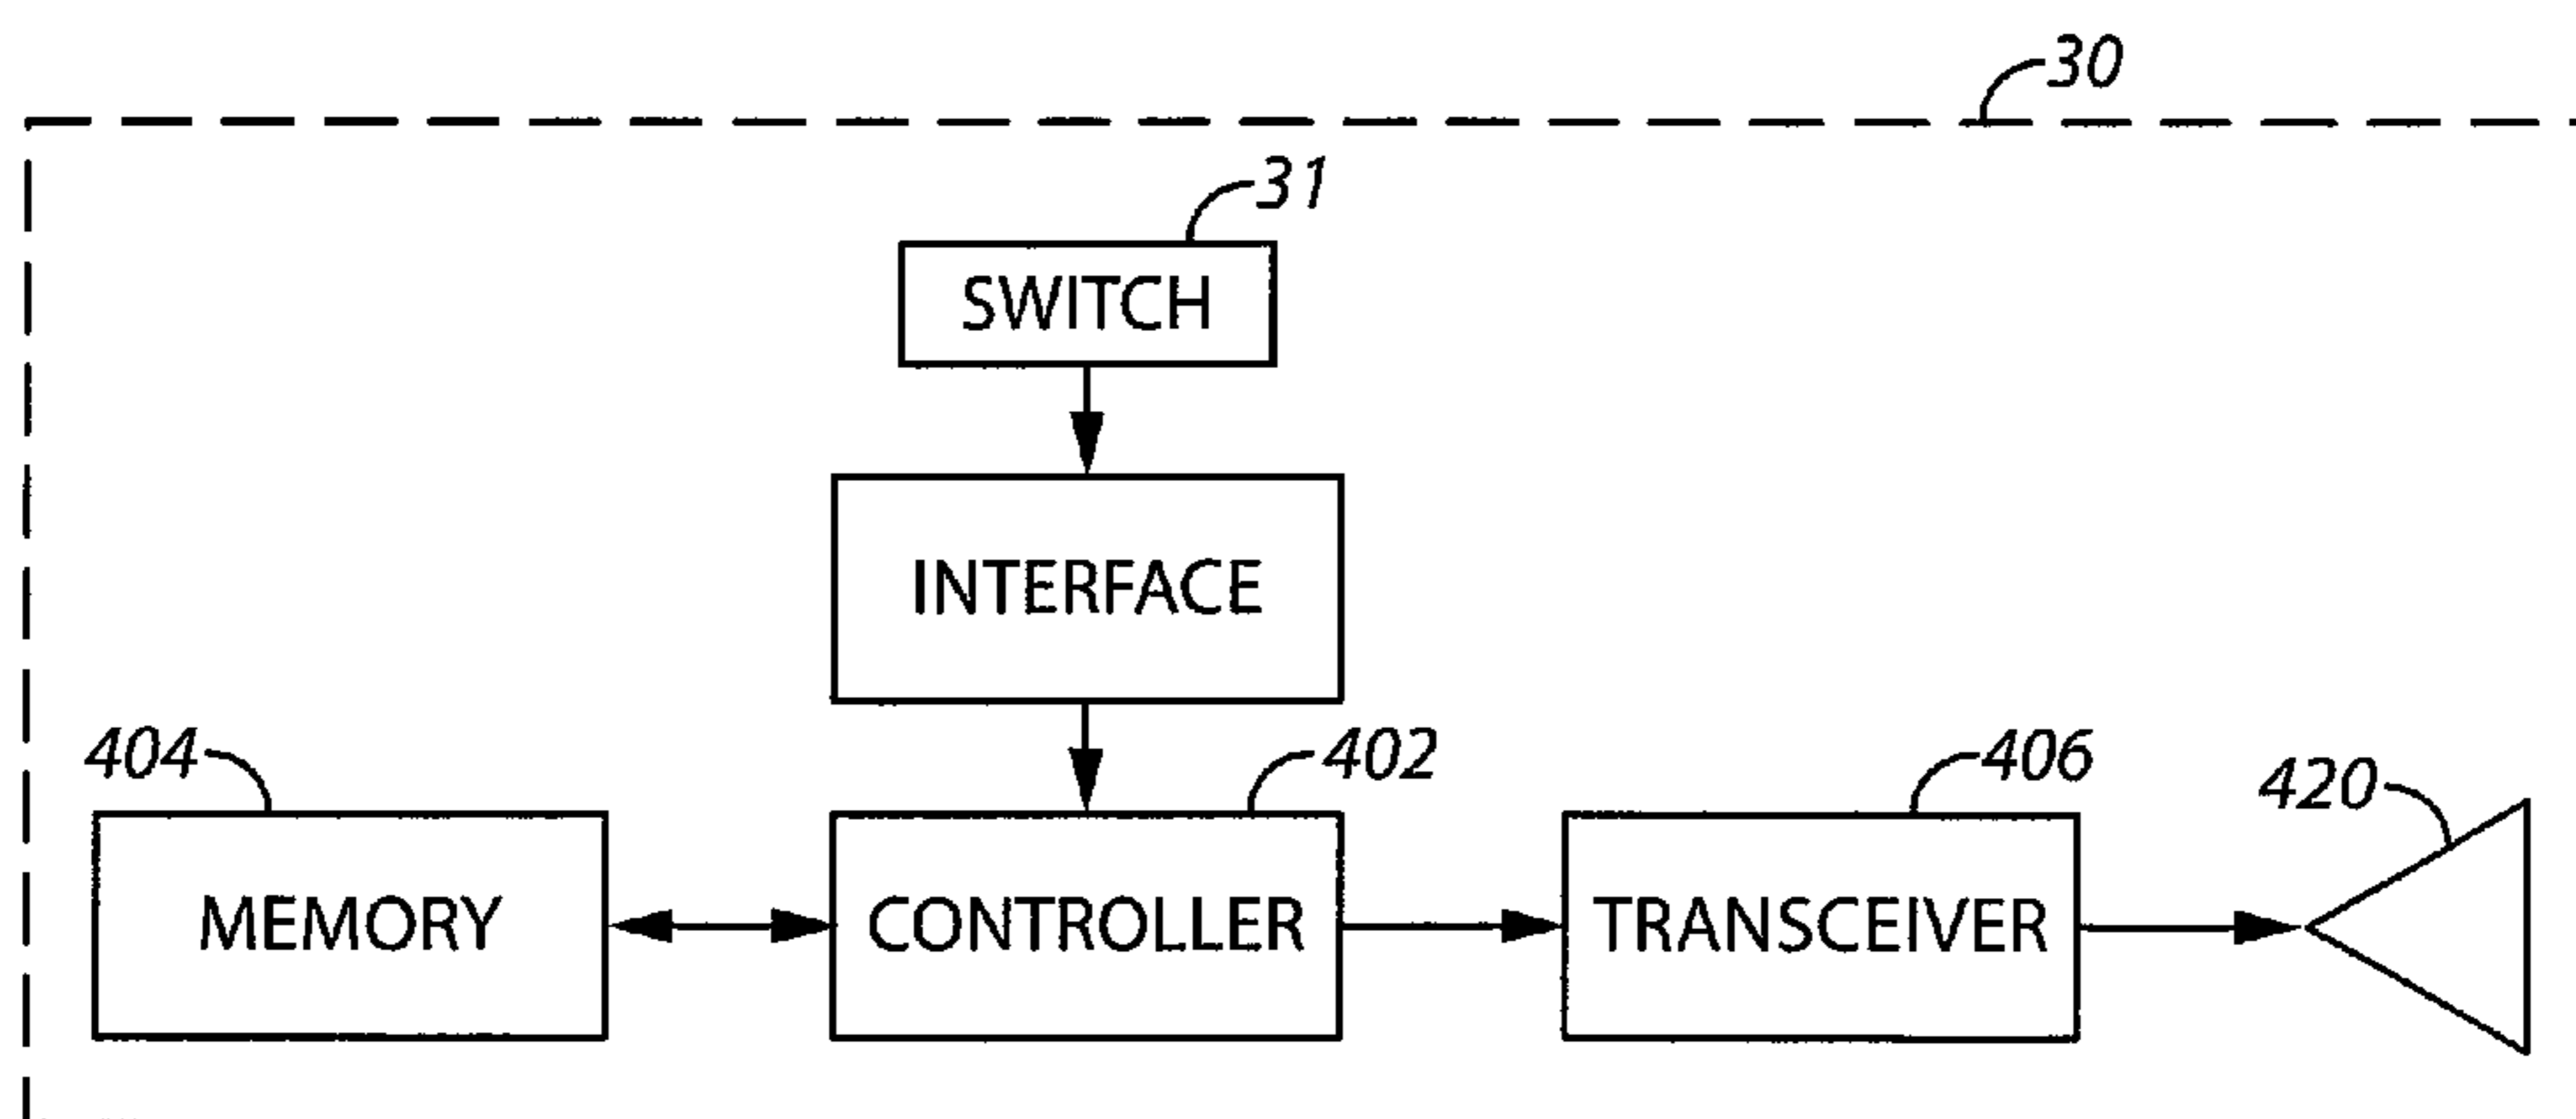 30
31
SWITCH
INTERFACE
404
402
406
420
MEMORY
CONTROLLER
TRANSCEIVER